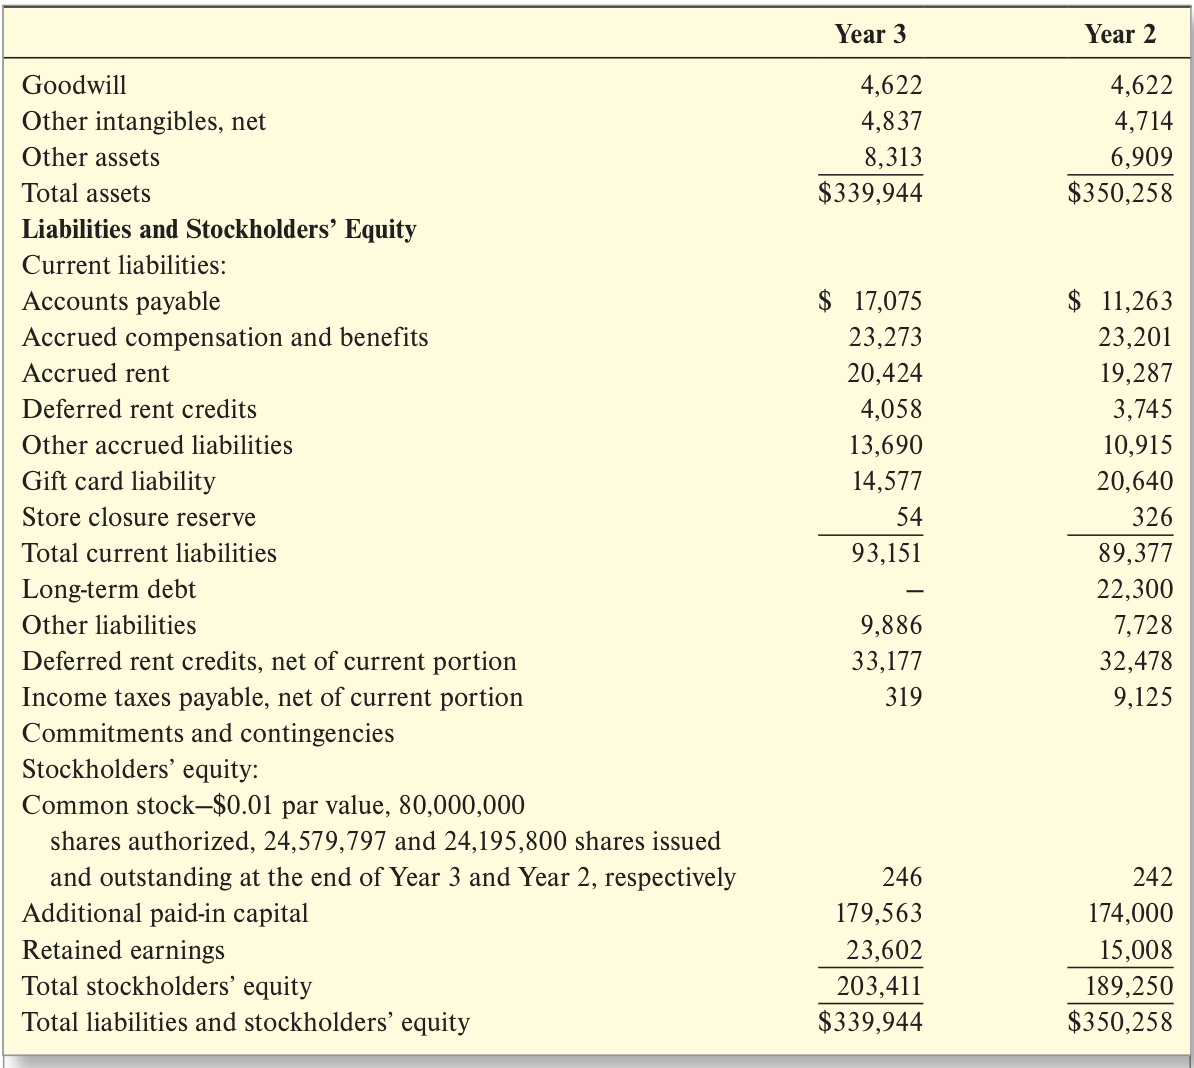 Year 3 Year 2
Goodwill 4,622 4,622
Other intangibles, net 4,837 4,714
Other assets 8,313 6,909
Total assets $339,944 $350,258
Liabilities and Stockholders’ Equity
Current liabilities:
Accounts payable $ 17,075 $ 11,263
Accrued compensation and benefits 23,273 23,201
Accrued rent 20,424 19,287
Deferred rent credits 4,058 3,745
Other accrued liabilities 13,690 10,915
Gift card liability 14,577 20,640
Store closure reserve 54 326
Total current liabilities 93,151 89,377
Long-term debt – 22,300
Other liabilities 9,886 7,728
Deferred rent credits, net of current portion 33,177 32,478
Income taxes payable, net of current portion 319 9,125
Commitments and contingencies
Stockholders’ equity:
Common stock–$0.01 par value, 80,000,000
shares authorized, 24,579,797 and 24,195,800 shares issued
and outstanding at the end of Year 3 and Year 2, respectively 246 242
Additional paid-in capital 179,563 174,000
Retained earnings 23,602 15,008
Total stockholders’ equity 203,411 189,250
Total liabilities and stockholders’ equity $339,944 $350,258